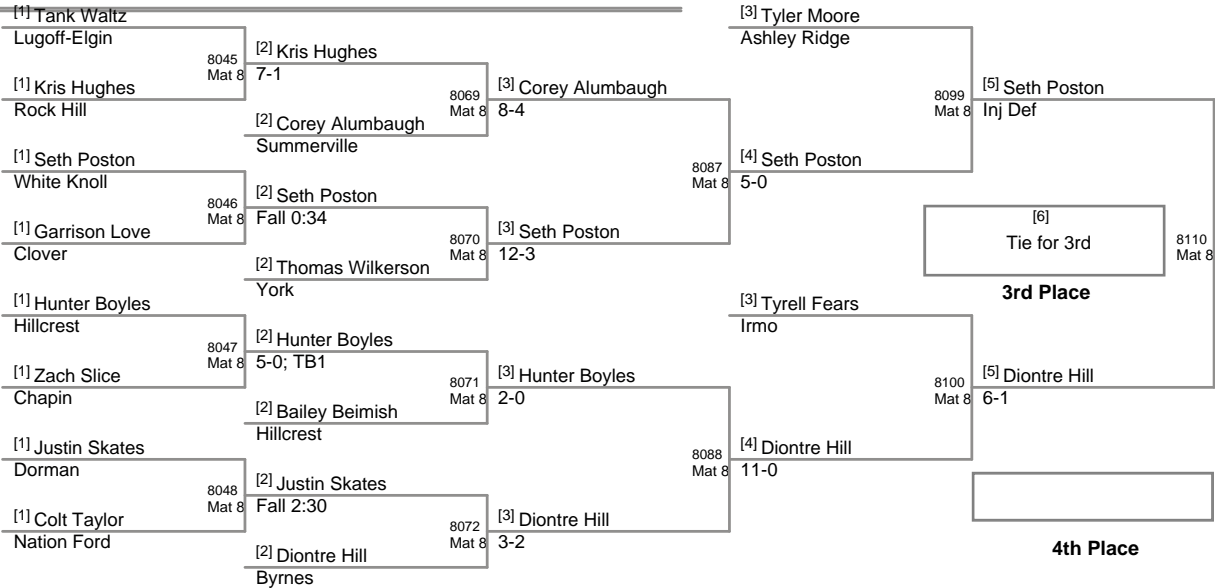 [1] Tank Waltz
Lugoff-Elgin
8045
Mat 8
[1] Kris Hughes
Rock Hill
[1] Seth Poston
White Knoll
8046
Mat 8
[1] Garrison Love
Clover
[1] Hunter Boyles
Hillcrest
8047
Mat 8
[1] Zach Slice
Chapin
[1] Justin Skates
Dorman
8048
Mat 8
[1] Colt Taylor
Nation Ford
[2] Kris Hughes
7-1
8069
Mat 8
[2] Corey Alumbaugh
Summerville
[2] Seth Poston
Fall 0:34
8070
Mat 8
[2] Thomas Wilkerson
York
[2] Hunter Boyles
5-0; TB1
8071
Mat 8
[2] Bailey Beimish
Hillcrest
[2] Justin Skates
Fall 2:30
8072
Mat 8
[2] Diontre Hill
Byrnes
[3] Corey Alumbaugh
8-4
8087
Mat 8
[3] Seth Poston
12-3
[3] Hunter Boyles
2-0
8088
Mat 8
[3] Diontre Hill
3-2
[3] Tyler Moore
Ashley Ridge
8099
Mat 8
[4] Seth Poston
5-0
[3] Tyrell Fears
Irmo
8100
Mat 8
[4] Diontre Hill
11-0
[5] Seth Poston
Inj Def
8110
Mat 8
[5] Diontre Hill
6-1
[6]
Tie for 3rd
3rd Place
4th Place